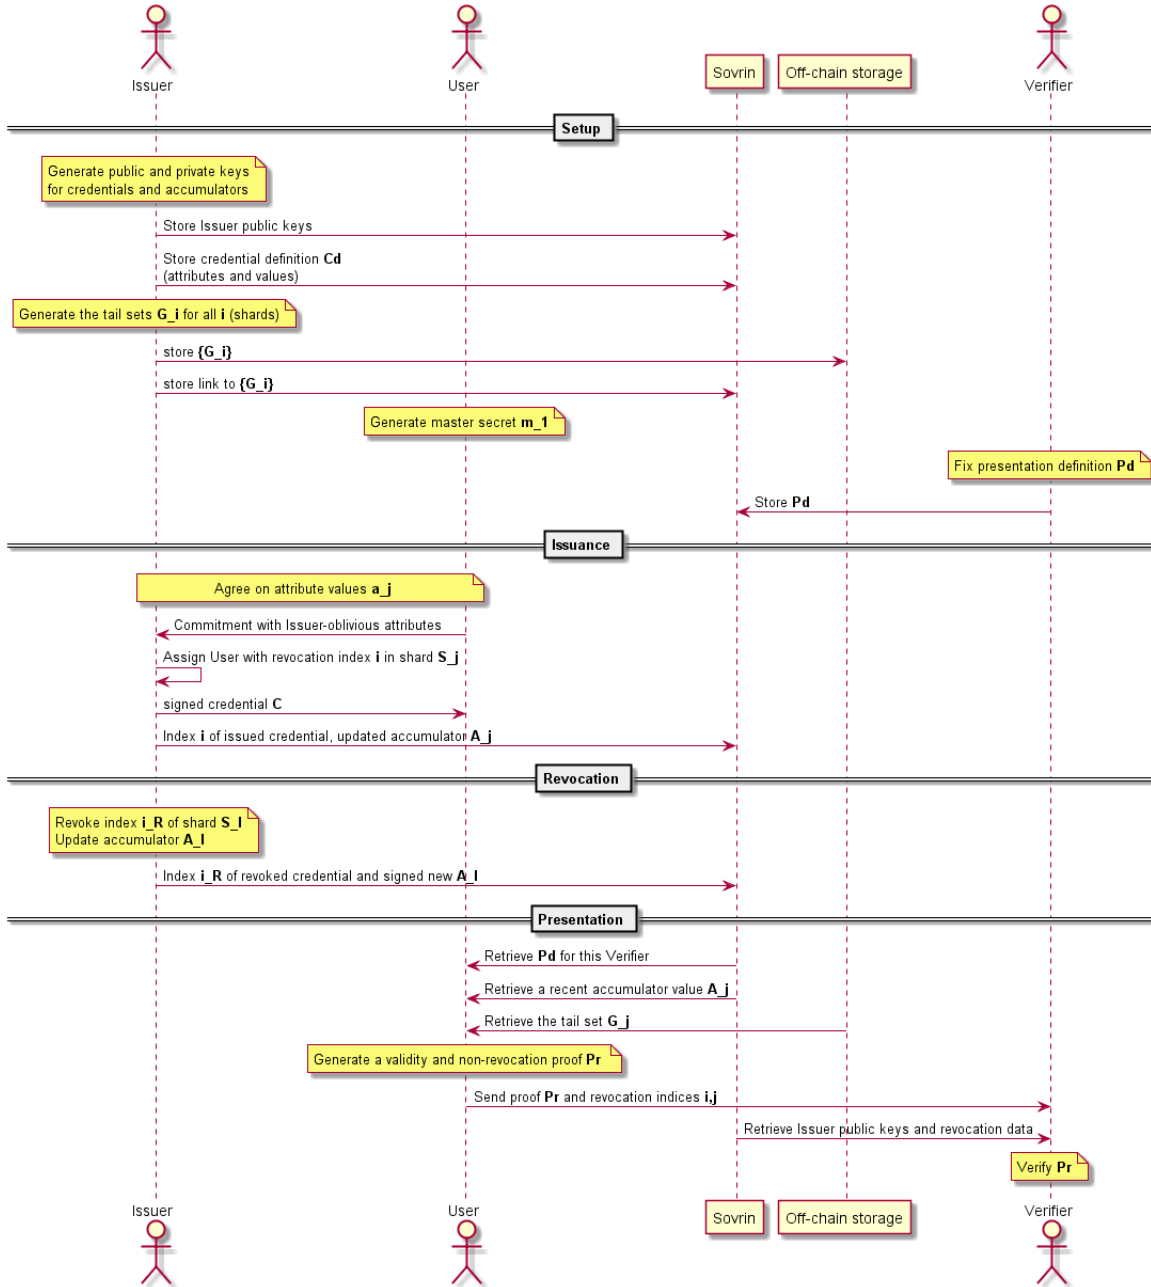 Issuer
User
Sovrin
Off-chain storage
Verifier
Setup
Generate public and private keys
for credentials and accumulators
Store Issuer public keys
Store credential definition Cd
(attributes and values)
Generate the tail sets G_i for all i (shards)
store {G_i}
store link to {G_i}
Generate master secret m_1
Fix presentation definition Pd
Store Pd
Issuance
Agree on attribute values a_j
Commitment with Issuer-oblivious attributes
Assign User with revocation index i in shard S_j
signed credential C
Index i of issued credential, updated accumulator A_j
Revocation
Revoke index i_R of shard S_l
Update accumulator A_l
Index i_R of revoked credential and signed new A_l
Presentation
Retrieve Pd for this Verifier
Retrieve a recent accumulator value A_j
Retrieve the tail set G_j
Generate a validity and non-revocation proof Pr
Send proof Pr and revocation indices i,j
Retrieve Issuer public keys and revocation data
Verify Pr
Issuer
User
Sovrin
Off-chain storage
Verifier